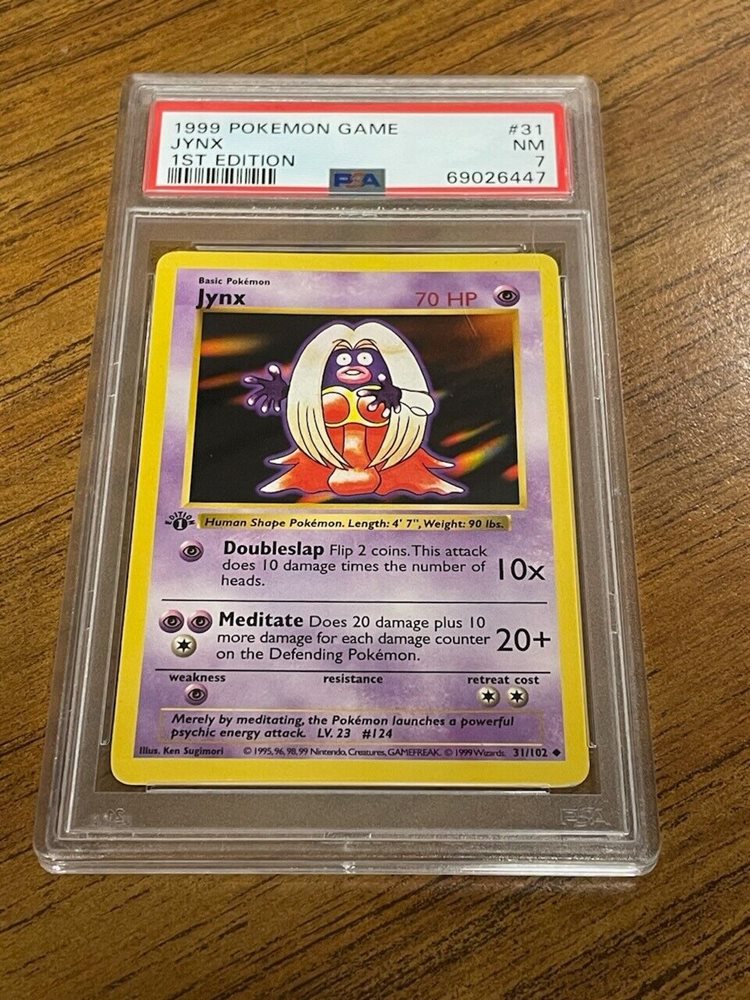 1999 POKEMON GAME #31
JYNX NM
1ST EDITION 7
PSA 69026447
Basic Pokémon
Jynx 70 HP
EDITION 1
Human Shape Pokémon. Length: 4' 7", Weight: 90 lbs.
Doubleslap Flip 2 coins. This attack
does 10 damage times the number of 10x
heads.
Meditate Does 20 damage plus 10
more damage for each damage counter 20+
on the Defending Pokémon.
weakness resistance retreat cost
Merely by meditating, the Pokémon launches a powerful
psychic energy attack. LV. 23 #124
Illus. Ken Sugimori © 1995, 96, 98, 99 Nintendo, Creatures, GAMEFREAK. © 1999 Wizards. 31/102
PSA